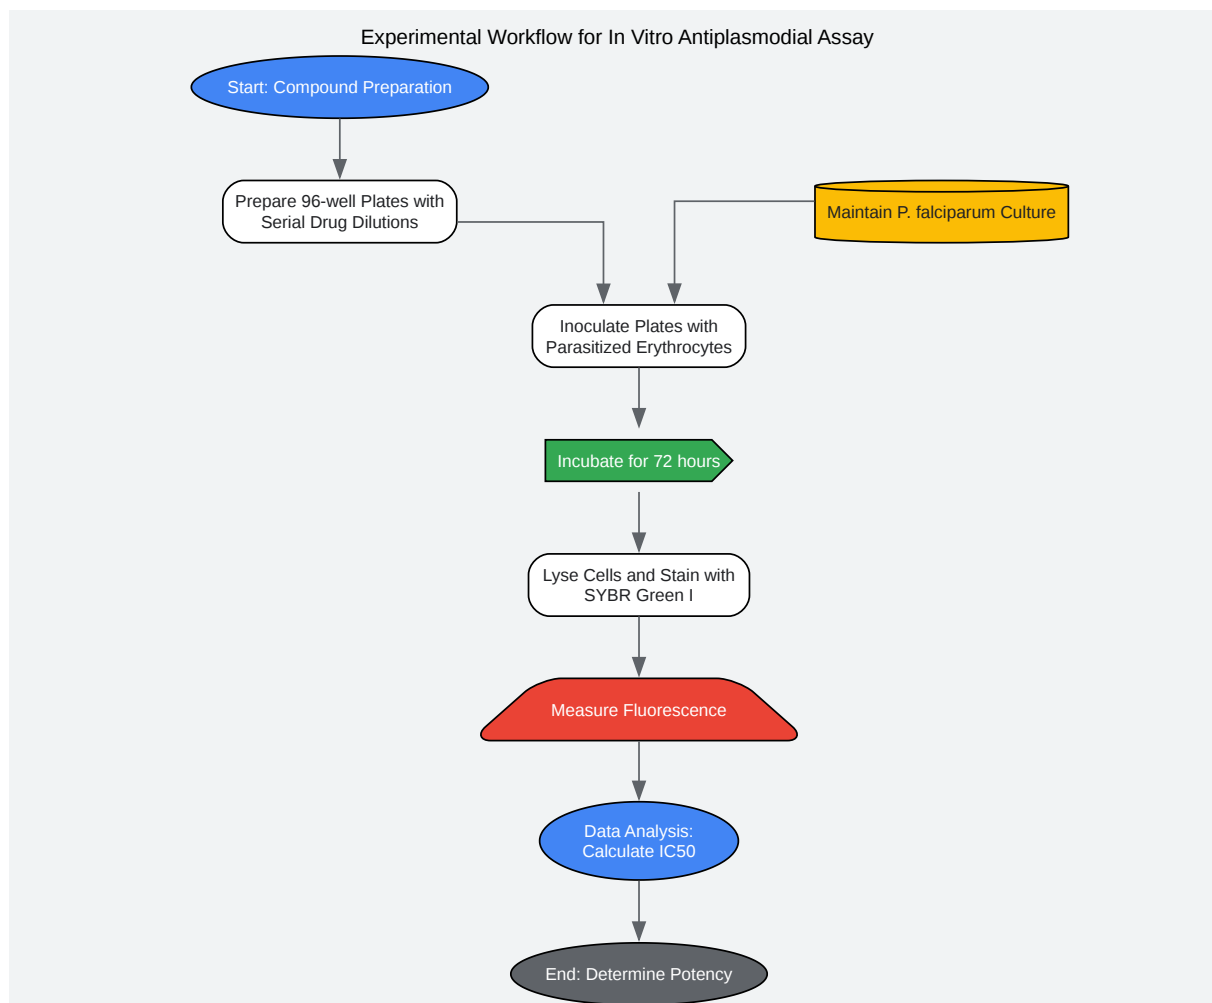 Experimental Workflow for In Vitro Antiplasmodial Assay
Start: Compound Preparation
Prepare 96-well Plates with
Serial Drug Dilutions
Maintain P. falciparum Culture
Inoculate Plates with
Parasitized Erythrocytes
Incubate for 72 hours
Lyse Cells and Stain with
SYBR Green I
Measure Fluorescence
Data Analysis:
Calculate IC50
End: Determine Potency